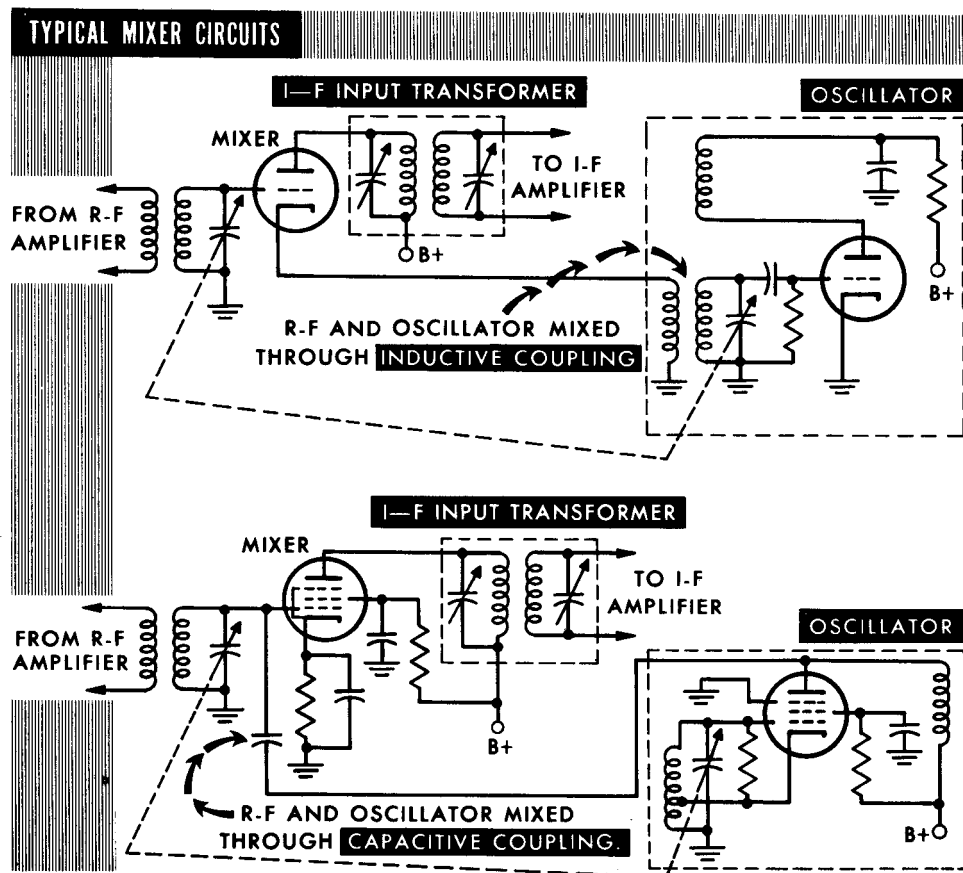 TYPICAL MIXER CIRCUITS
I—F INPUT TRANSFORMER
OSCILLATOR
MIXER
TO I-F
AMPLIFIER
FROM R-F
AMPLIFIER
B+
B+
R-F AND OSCILLATOR MIXED
THROUGH INDUCTIVE COUPLING
I—F INPUT TRANSFORMER
MIXER
TO I-F
AMPLIFIER
OSCILLATOR
FROM R-F
AMPLIFIER
B+
R-F AND OSCILLATOR MIXED
THROUGH CAPACITIVE COUPLING.
B+